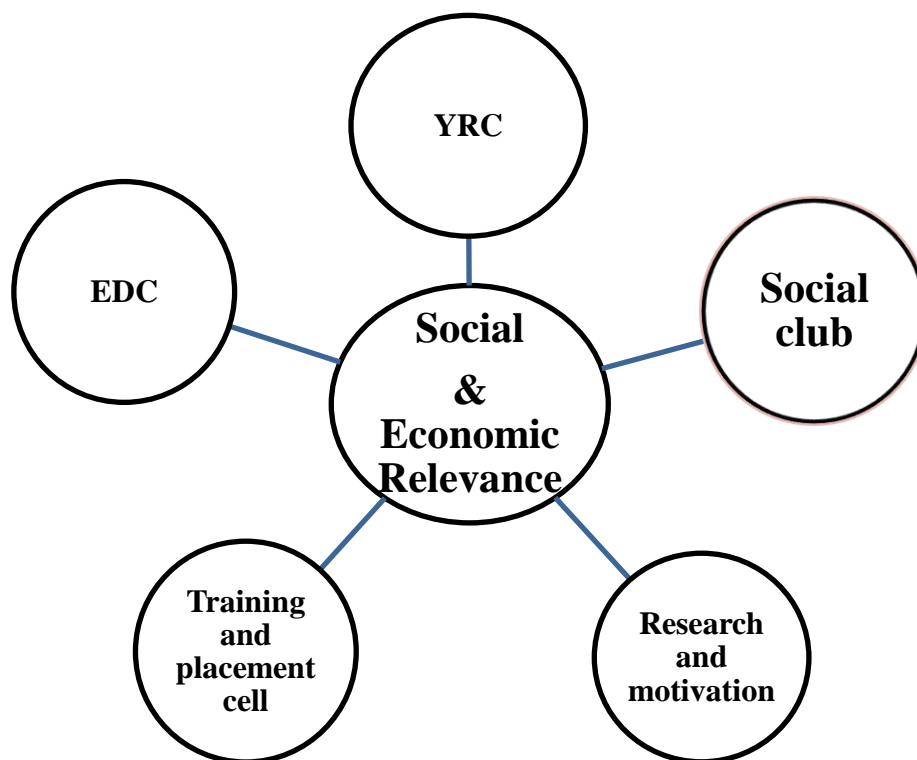 YRC
EDC
Social
club
Social
&
Economic
Relevance
Training
and
placement
cell
Research
and
motivation